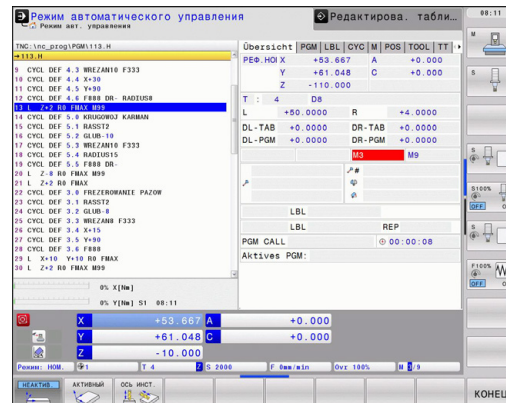 Режим автоматического управления
Режим авт. управления
Редактирова. табли...
08:11
TNC:\nc_prog\PGM\113.H
→113.H
9 CYCL DEF 4.3 WREZAN10 F333
10 CYCL DEF 4.4 X+30
11 CYCL DEF 4.5 Y+90
12 CYCL DEF 4.6 F888 DR- RADIUS8
13 L Z+2 R0 FMAX M99
14 CYCL DEF 5.0 KRUGOWOJ KARMAN
15 CYCL DEF 5.1 RASST2
16 CYCL DEF 5.2 GLUB-10
17 CYCL DEF 5.3 WREZAN10 F333
18 CYCL DEF 5.4 RADIUS15
19 CYCL DEF 5.5 F888 DR-
20 L Z-8 R0 FMAX M99
21 L Z+2 R0 FMAX
22 CYCL DEF 3.0 FREZEROWANIE PAZOW
23 CYCL DEF 3.1 RASST2
24 CYCL DEF 3.2 GLUB-8
25 CYCL DEF 3.3 WREZAN8 F333
26 CYCL DEF 3.4 X+15
27 CYCL DEF 3.5 Y+90
28 CYCL DEF 3.6 F888
29 L X+10 Y+10 R0 FMAX
30 L Z+2 R0 FMAX M99
0% X[Nm]
0% Y[Nm] S1 08:11
Übersicht PGM LBL CYC M POS TOOL TT
РЕФ.НОІ X +53.667 A +0.000
Y +61.048 C +0.000
Z -110.000
T : 4 D8
L +50.0000 R +4.0000
DL-TAB +0.0000 DR-TAB +0.0000
DL-PGM +0.0000 DR-PGM +0.0000
M3 M9
P#
P
LBL
LBL REP
PGM CALL 00:00:08
Aktives PGM:
X +53.667 A +0.000
Y +61.048 C +0.000
Z -10.000
Режим: НОМ. 1 T 4 Z S 2000 F 0mm/min Ovr 100% M 3/9
НЕАКТИВ.
АКТИВНЫЙ
ОСЬ ИНСТ.
КОНЕЦ
M
S
S
S100%
OFF
S
F100% W
OFF